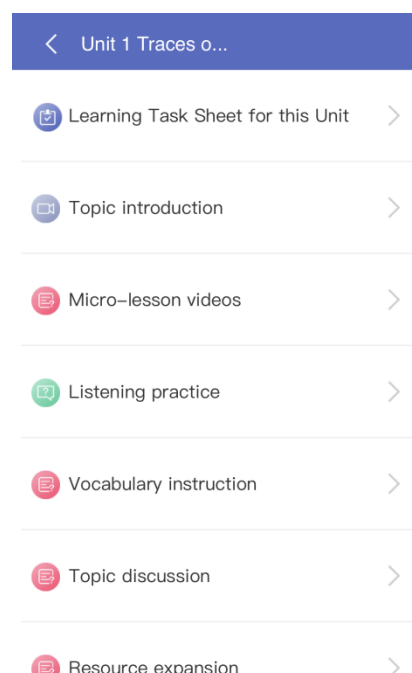 Unit 1 Traces o...
Learning Task Sheet for this Unit
Topic introduction
Micro-lesson videos
Listening practice
Vocabulary instruction
Topic discussion
Resource expansion